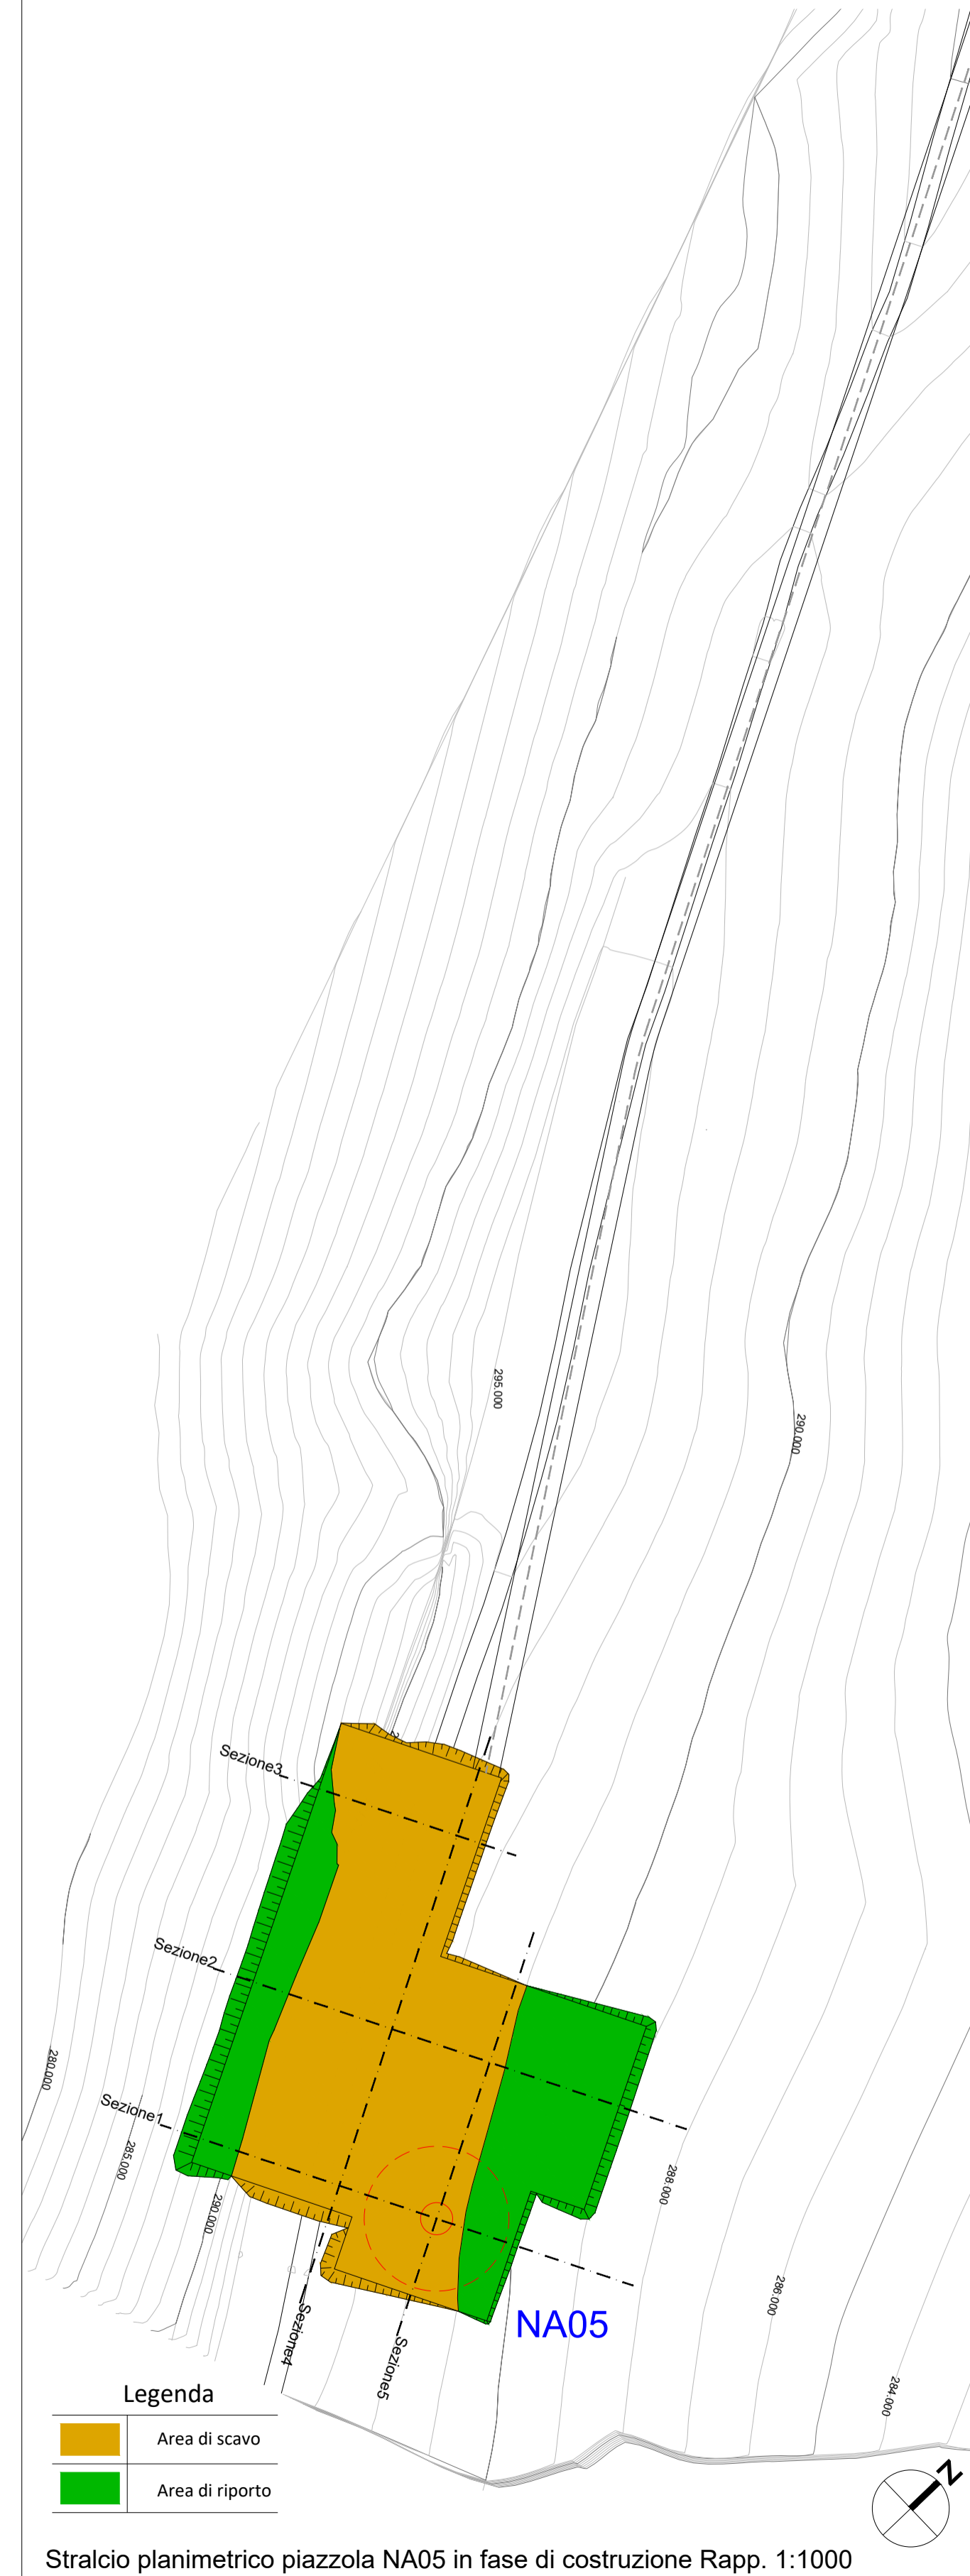 295.000
290.000
Sezione3
Sezione2
280.000
Sezione1
285.000
290.000
288.000
286.000
NA05
Sezione4
Sezione5
284.000
Legenda
Area di scavo
Area di riporto
N
Stralcio planimetrico piazzola NA05 in fase di costruzione Rapp. 1:1000